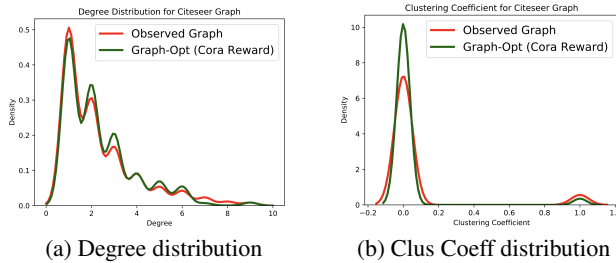 Degree Distribution for Citeseer Graph
Observed Graph
Graph-Opt (Cora Reward)
Density
0.5
0.4
0.3
0.2
0.1
0.0
0 2 4 6 8 10
Degree
(a) Degree distribution
Clustering Coefficient for Citeseer Graph
Observed Graph
Graph-Opt (Cora Reward)
Density
10
8
6
4
2
0
−0.2 0.0 0.2 0.4 0.6 0.8 1.0 1.2
Clustering Coefficient
(b) Clus Coeff distribution